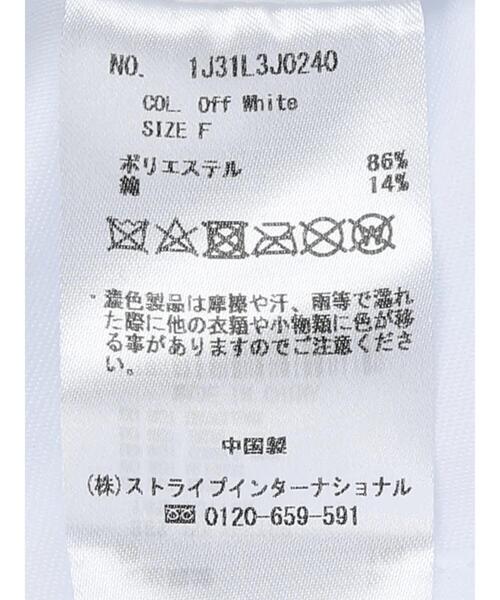 NO. 1J31L3J0240
COL. Off White
SIZE F
ポリエステル 86%
綿 14%
濃色製品は摩擦や汗、雨等で濡れ
た際に他の衣類や小物類に色が移
る事がありますのでご注意くださ
い。
中国製
(株)ストライプインターナショナル
0120-659-591